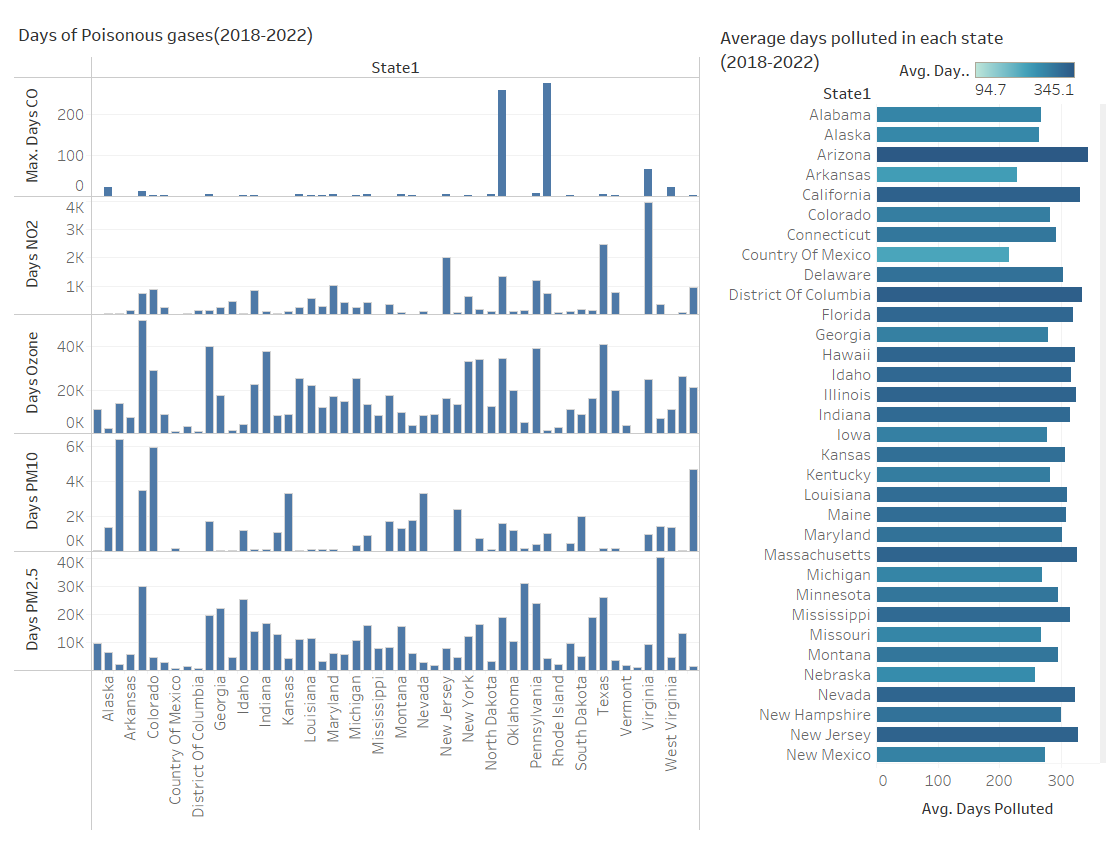 Days of Poisonous gases(2018-2022)
State1
Max. Days CO
200
100
0
Days NO2
4K
3K
2K
1K
Days Ozone
40K
20K
0K
Days PM10
6K
4K
2K
0K
Days PM2.5
40K
30K
20K
10K
Alaska
Arkansas
Colorado
Country Of Mexico
District Of Columbia
Georgia
Idaho
Indiana
Kansas
Louisiana
Maryland
Michigan
Mississippi
Montana
Nevada
New Jersey
New York
North Dakota
Oklahoma
Pennsylvania
Rhode Island
South Dakota
Texas
Vermont
Virginia
West Virginia
Average days polluted in each state
(2018-2022)
Avg. Day..
94.7 345.1
State1
Alabama
Alaska
Arizona
Arkansas
California
Colorado
Connecticut
Country Of Mexico
Delaware
District Of Columbia
Florida
Georgia
Hawaii
Idaho
Illinois
Indiana
Iowa
Kansas
Kentucky
Louisiana
Maine
Maryland
Massachusetts
Michigan
Minnesota
Mississippi
Missouri
Montana
Nebraska
Nevada
New Hampshire
New Jersey
New Mexico
0 100 200 300
Avg. Days Polluted